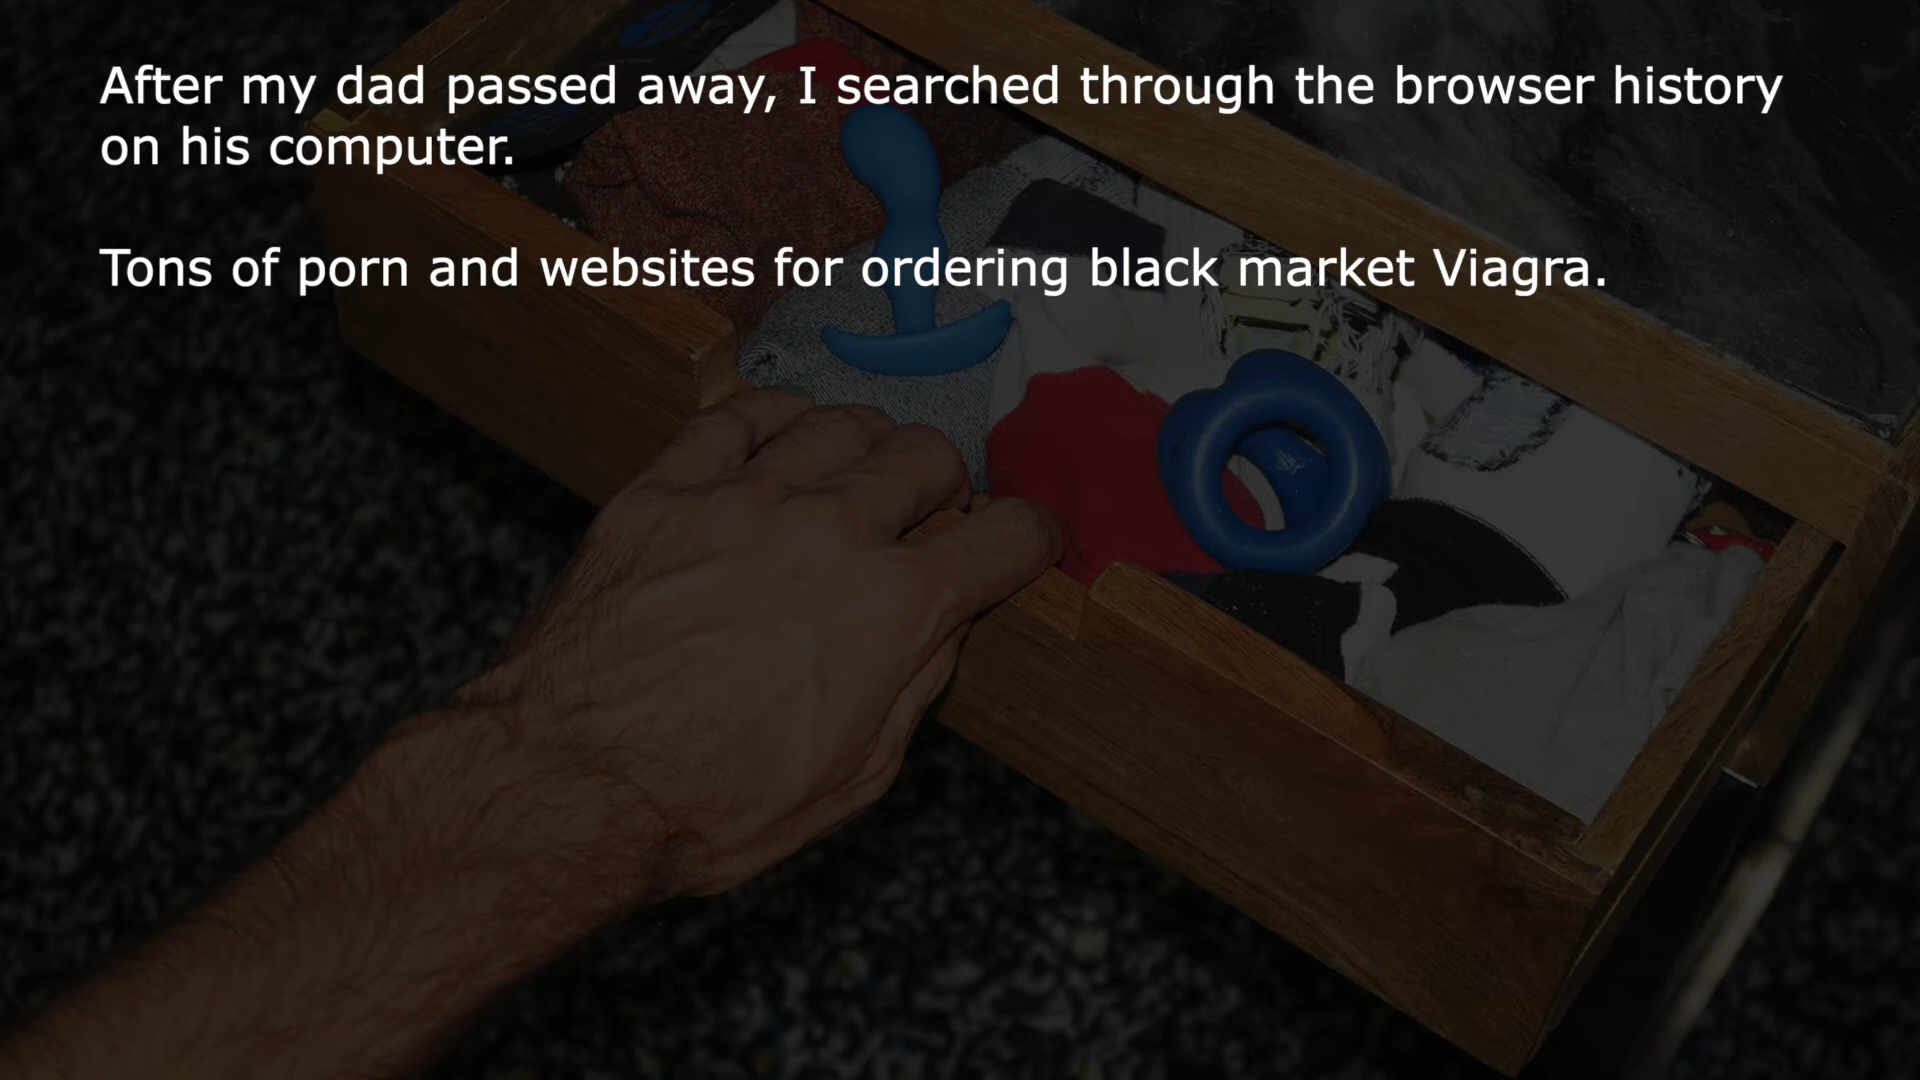 After my dad passed away, I searched through the browser history
on his computer.
Tons of porn and websites for ordering black market Viagra.